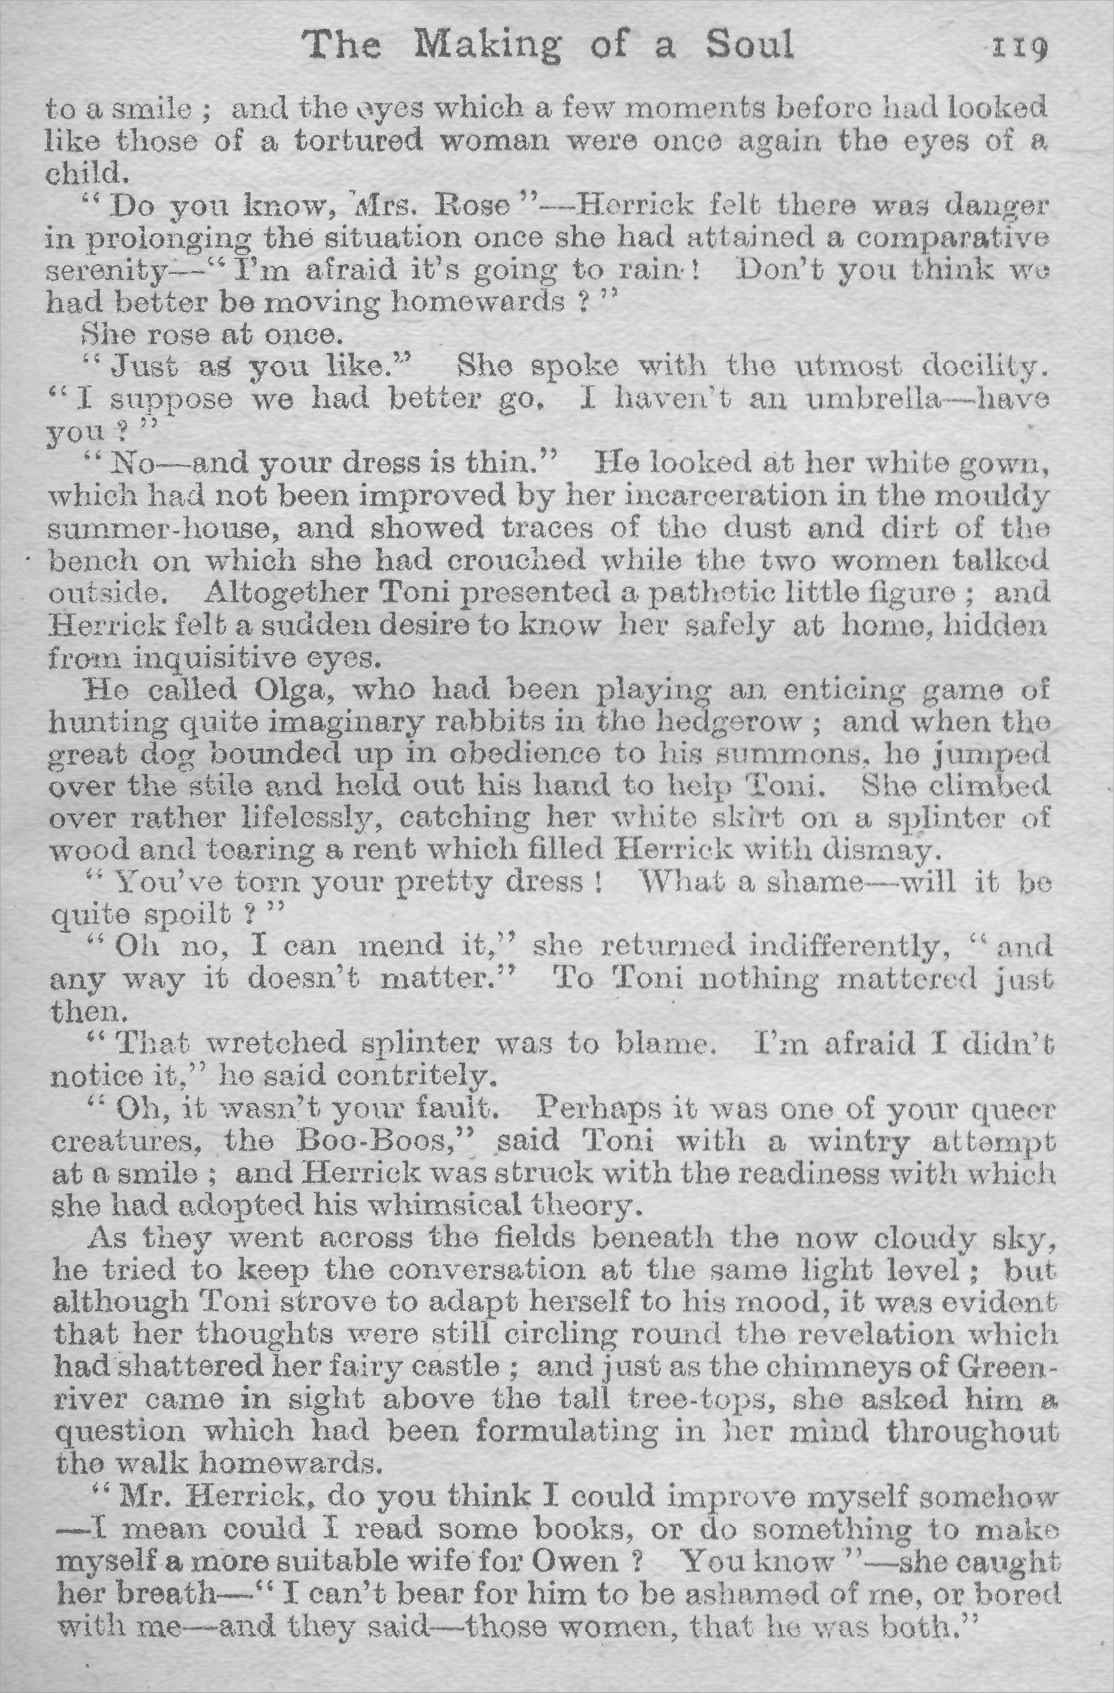 The Making of a Soul 119
to a smile ; and the eyes which a few moments before had looked
like those of a tortured woman were once again the eyes of a
child.
“ Do you know, Mrs. Rose ”—Herrick felt there was danger
in prolonging the situation once she had attained a comparative
serenity—“ I’m afraid it’s going to rain ! Don’t you think we
had better be moving homewards ? ”
She rose at once.
“ Just as you like.” She spoke with the utmost docility.
“ I suppose we had better go. I haven’t an umbrella—have
you ? ”
“ No—and your dress is thin.” He looked at her white gown,
which had not been improved by her incarceration in the mouldy
summer-house, and showed traces of the dust and dirt of the
bench on which she had crouched while the two women talked
outside. Altogether Toni presented a pathetic little figure ; and
Herrick felt a sudden desire to know her safely at home, hidden
from inquisitive eyes.
He called Olga, who had been playing an enticing game of
hunting quite imaginary rabbits in the hedgerow ; and when the
great dog bounded up in obedience to his summons, he jumped
over the stile and held out his hand to help Toni. She climbed
over rather lifelessly, catching her white skirt on a splinter of
wood and tearing a rent which filled Herrick with dismay.
“ You’ve torn your pretty dress ! What a shame—will it be
quite spoilt ? ”
“ Oh no, I can mend it,” she returned indifferently, “ and
any way it doesn’t matter.” To Toni nothing mattered just
then.
“ That wretched splinter was to blame. I’m afraid I didn’t
notice it,” he said contritely.
“ Oh, it wasn’t your fault. Perhaps it was one of your queer
creatures, the Boo-Boos,” said Toni with a wintry attempt
at a smile ; and Herrick was struck with the readiness with which
she had adopted his whimsical theory.
As they went across the fields beneath the now cloudy sky,
he tried to keep the conversation at the same light level ; but
although Toni strove to adapt herself to his mood, it was evident
that her thoughts were still circling round the revelation which
had shattered her fairy castle ; and just as the chimneys of Green-
river came in sight above the tall tree-tops, she asked him a
question which had been formulating in her mind throughout
the walk homewards.
“ Mr. Herrick, do you think I could improve myself somehow
—I mean could I read some books, or do something to make
myself a more suitable wife for Owen ? You know ”—she caught
her breath—“ I can’t bear for him to be ashamed of me, or bored
with me—and they said—those women, that he was both.”